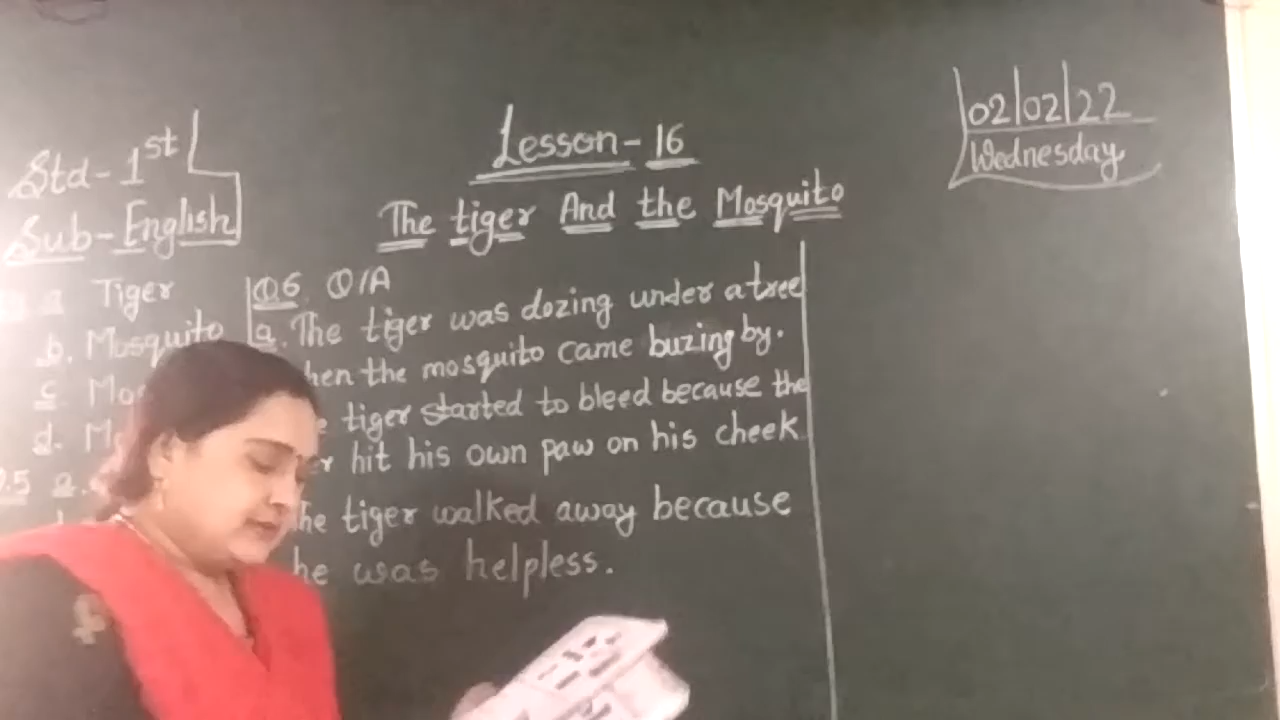 Std-1st
Sub-English
Lesson-16
The tiger And the Mosquito
02/02/22
Wednesday
a Tiger
b. Mosquito
c.
d.
Q.5 a.
Q6 Q/A
a. The tiger was dozing under a tree
hen the mosquito came buzing by.
e tiger started to bleed because the
r hit his own paw on his cheek
he tiger walked away because
he was helpless.